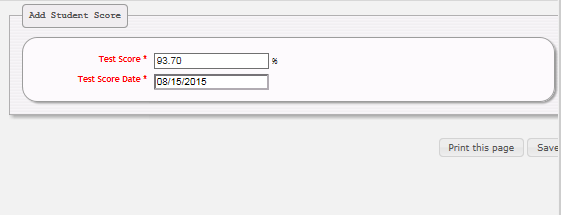 Add Student Score
Test Score * 93.70 %
Test Score Date * 08/15/2015
Print this page Save